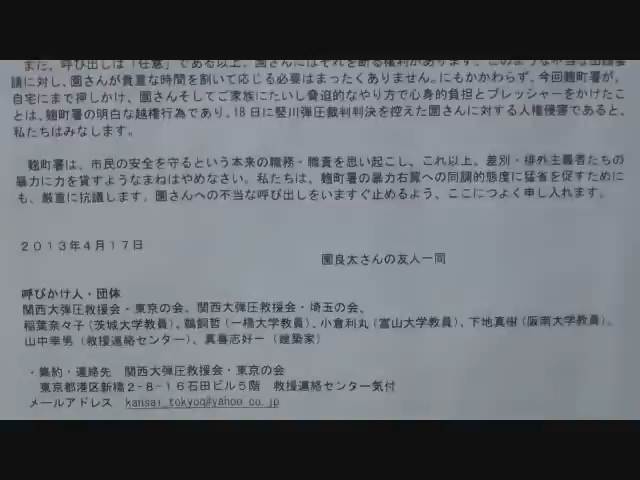 また、呼び出しは「任意」である以上、園さんにはそれを断る権利があります。このような不当な出頭要
請に対し、園さんが貴重な時間を割いて応じる必要はまったくありません。にもかかわらず、今回麹町署が、
自宅にまで押しかけ、園さんそしてご家族にたいし脅迫的なやり方で心身的負担とプレッシャーをかけたこ
とは、麹町署の明白な越権行為であり、18日に竪川弾圧裁判判決を控えた園さんに対する人権侵害であると、
私たちはみなします。
麹町署は、市民の安全を守るという本来の職務・職責を思い起こし、これ以上、差別・排外主義者たちの
暴力に力を貸すようなまねはやめなさい。私たちは、麹町署の暴力右翼への同調的態度に猛省を促すために
も、厳重に抗議します。園さんへの不当な呼び出しをいますぐ止めるよう、ここにつよく申し入れます。
2013年4月17日
園良太さんの友人一同
呼びかけ人・団体
関西大弾圧救援会・東京の会、関西大弾圧救援会・埼玉の会、
稲葉奈々子(茨城大学教員)、鵜飼哲(一橋大学教員)、小倉利丸(富山大学教員)、下地真樹(阪南大学教員)、
山中幸男(救援連絡センター)、真喜志好一(建築家)
・集約・連絡先 関西大弾圧救援会・東京の会
東京都港区新橋2-8-16石田ビル5階 救援連絡センター気付
メールアドレス kansai_tokyo@yahoo.co.jp